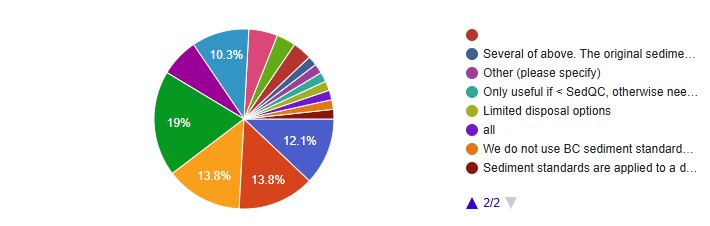 10.3%
19%
12.1%
13.8%
13.8%
Several of above. The original sedime...
Other (please specify)
Only useful if < SedQC, otherwise nee...
Limited disposal options
all
We do not use BC sediment standard...
Sediment standards are applied to a d...
2/2